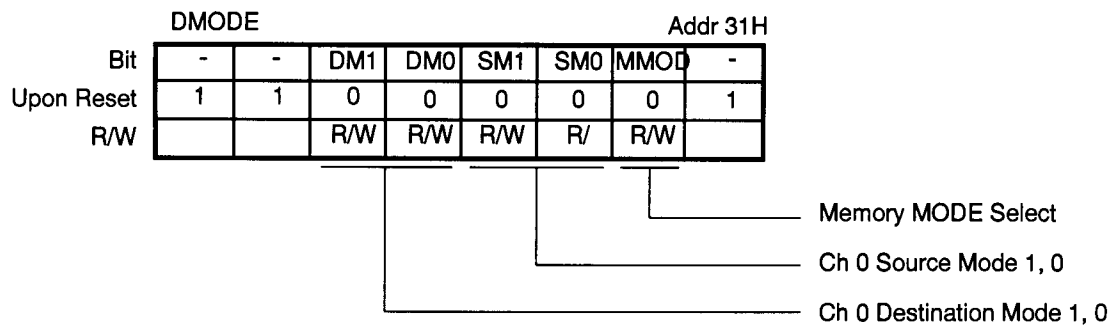 DMODE Addr 31H
Bit - - DM1 DM0 SM1 SM0 MMOD -
Upon Reset 1 1 0 0 0 0 0 1
R/W R/W R/W R/W R/ R/W
Memory MODE Select
Ch 0 Source Mode 1, 0
Ch 0 Destination Mode 1, 0